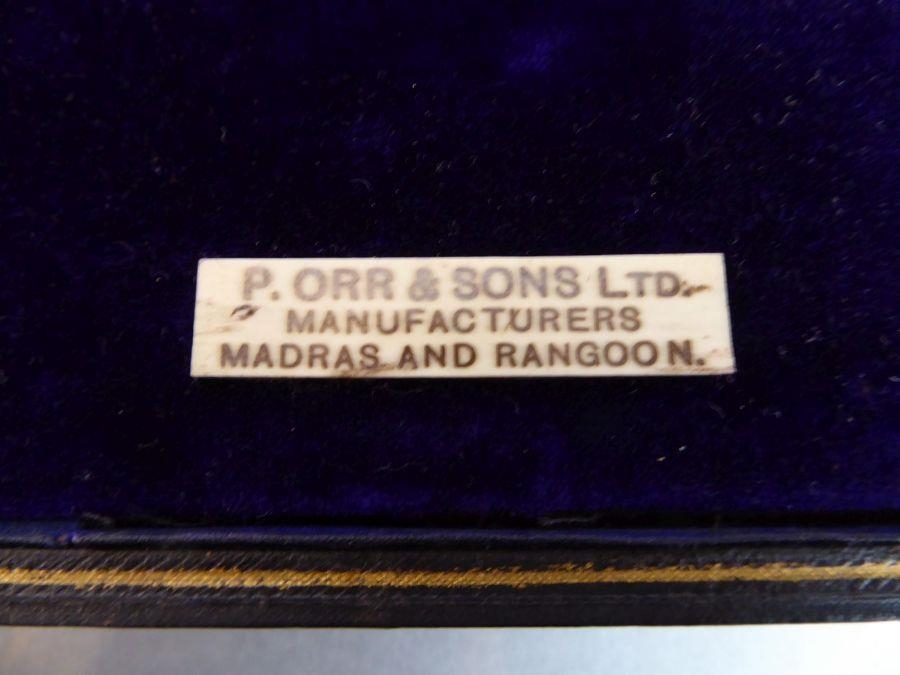 P. ORR & SONS LTD.
MANUFACTURERS
MADRAS AND RANGOON.